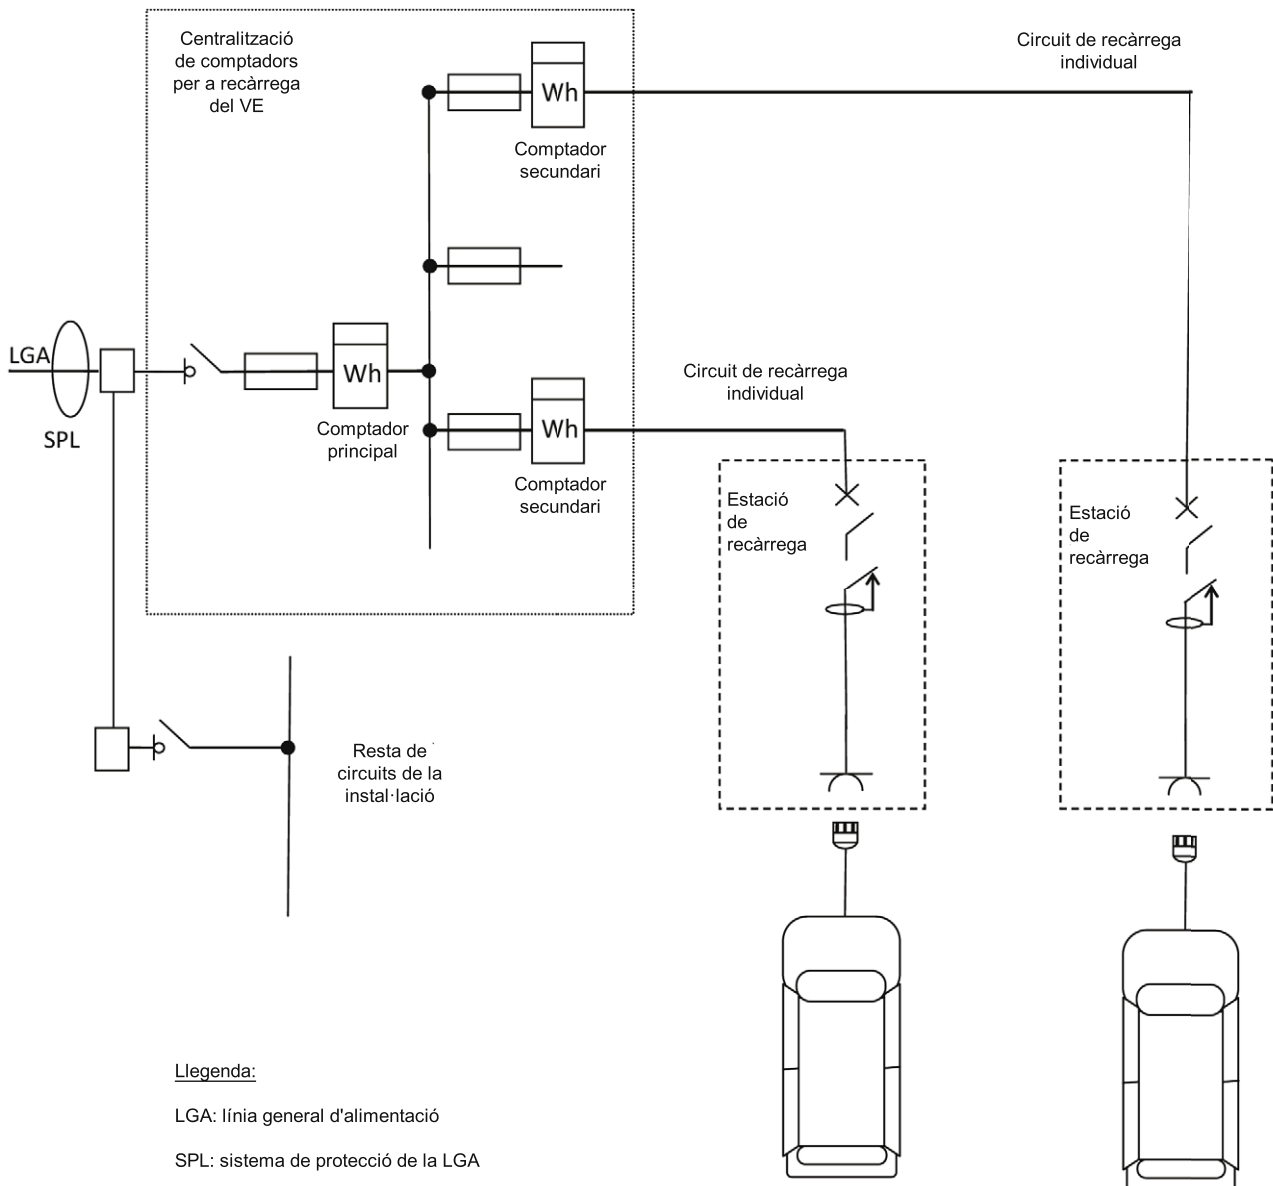 Centralització
de comptadors
per a recàrrega
del VE
Wh
Comptador
secundari
Circuit de recàrrega
individual
LGA
SPL
Wh
Comptador
principal
Wh
Comptador
secundari
Circuit de recàrrega
individual
Estació
de
recàrrega
Estació
de
recàrrega
Resta de
circuits de la
instal·lació
Llegenda:
LGA: línia general d'alimentació
SPL: sistema de protecció de la LGA